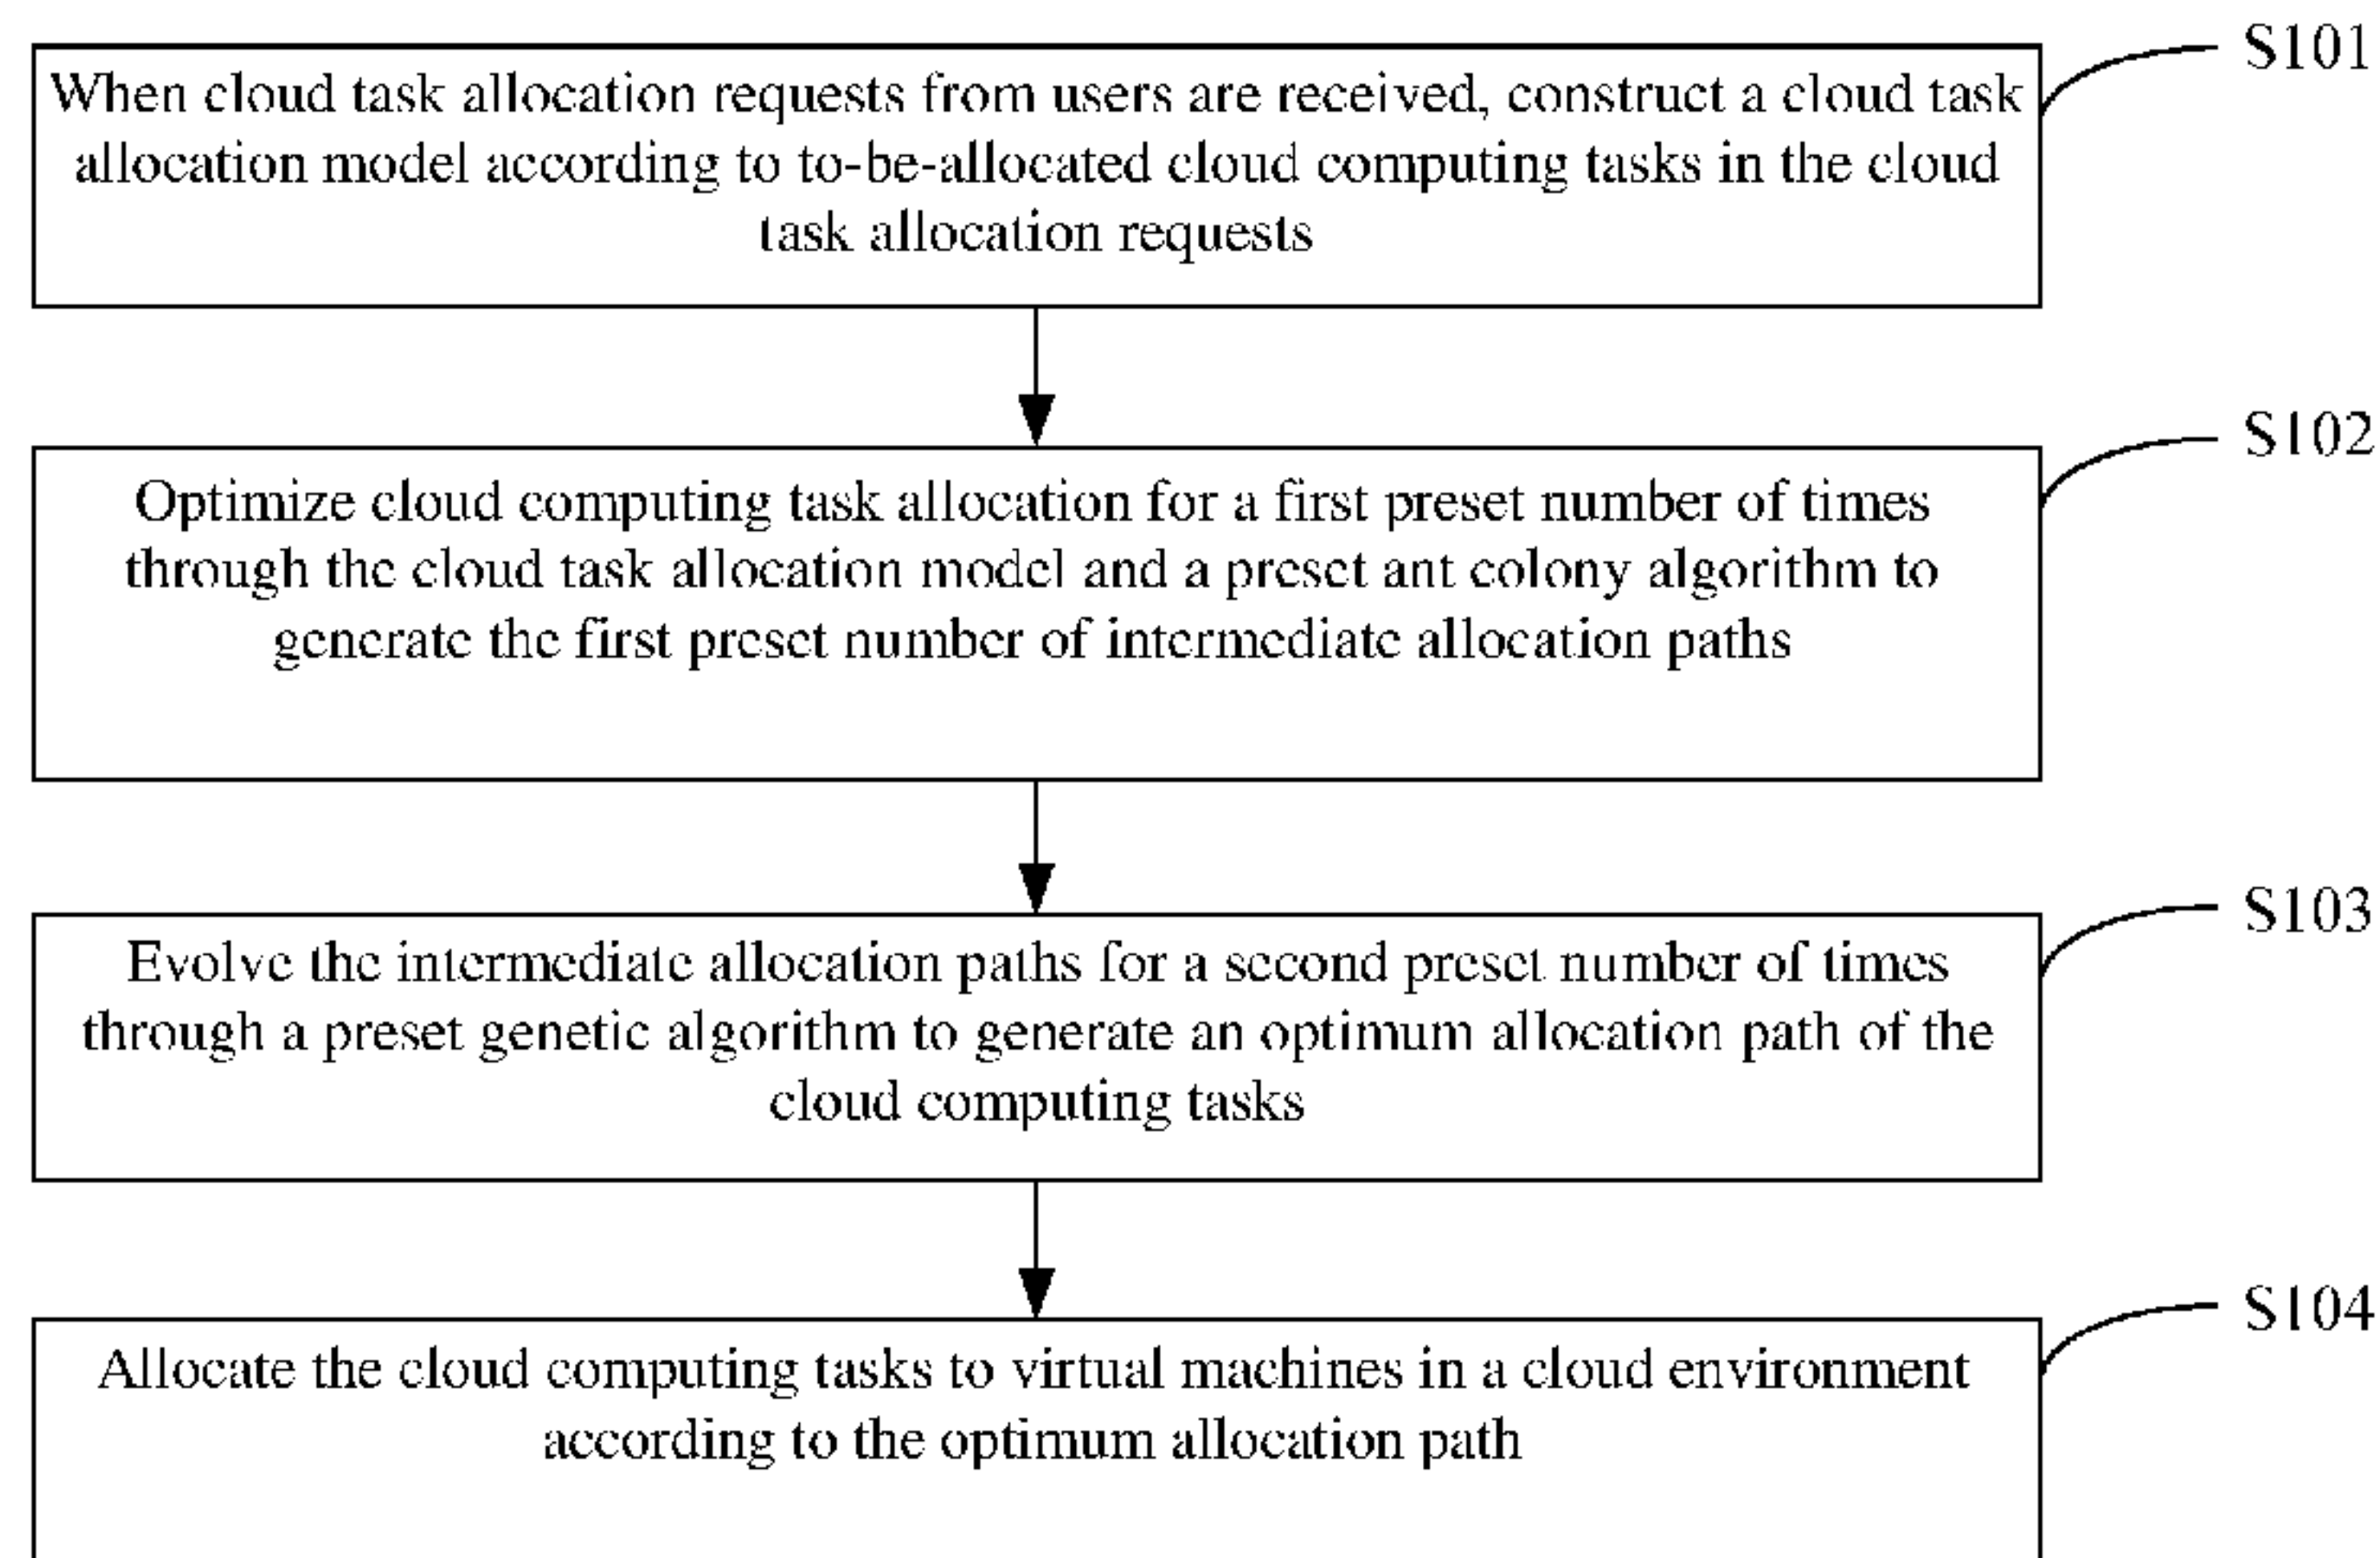 S101
When cloud task allocation requests from users are received, construct a cloud task
allocation model according to to-be-allocated cloud computing tasks in the cloud
task allocation requests
S102
Optimize cloud computing task allocation for a first preset number of times
through the cloud task allocation model and a preset ant colony algorithm to
generate the first preset number of intermediate allocation paths
S103
Evolve the intermediate allocation paths for a second preset number of times
through a preset genetic algorithm to generate an optimum allocation path of the
cloud computing tasks
S104
Allocate the cloud computing tasks to virtual machines in a cloud environment
according to the optimum allocation path